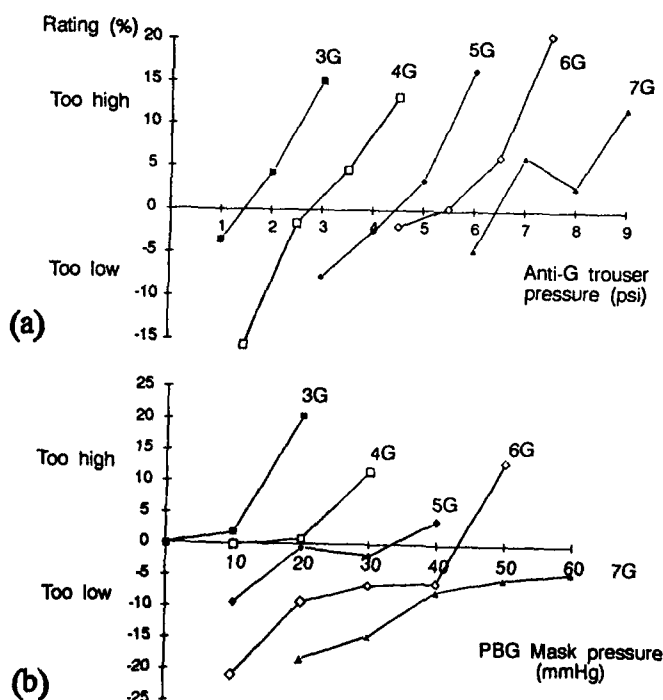 Rating (%)
20
3G
4G
5G
6G
7G
15
Too high
10
5
0
1
2
3
4
5
6
7
8
9
-5
Too low
-10
Anti-G trouser
pressure (psi)
-15
(a)
25
3G
20
15
4G
6G
Too high
10
5G
5
0
10
20
30
40
50
60
7G
-5
Too low
-10
-15
PBG Mask pressure
(mmHg)
-20
-25
(b)